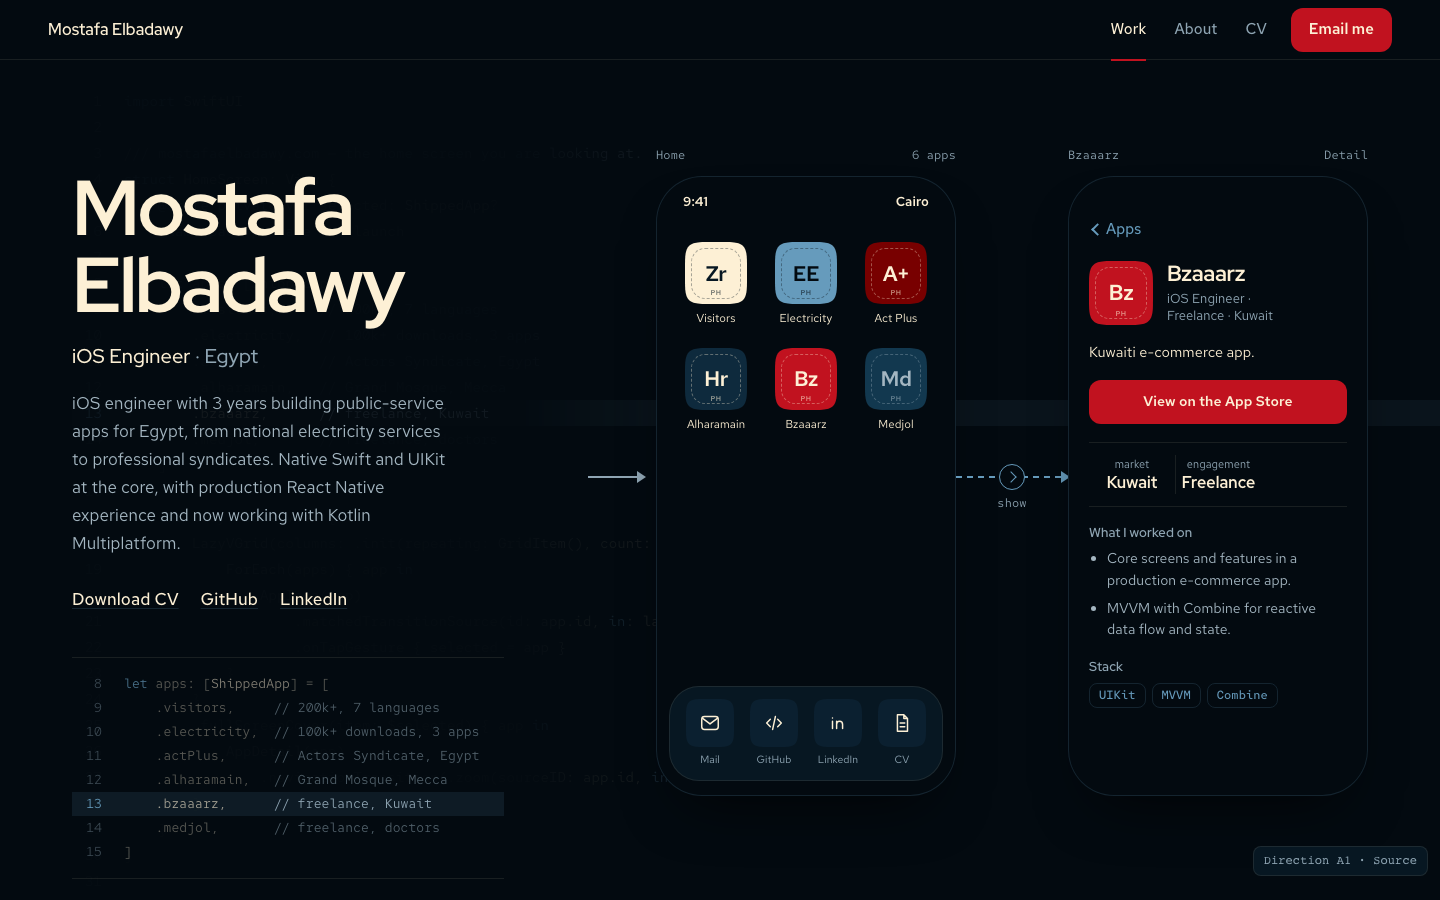 Mostafa Elbadawy
Work
About
CV
Email me
Mostafa
Elbadawy
iOS Engineer · Egypt
iOS engineer with 3 years building public-service
apps for Egypt, from national electricity services
to professional syndicates. Native Swift and UIKit
at the core, with production React Native
experience and now working with Kotlin
Multiplatform.
Download CV
GitHub
LinkedIn
8 let apps: [ShippedApp] = [
9 .visitors, // 200k+, 7 languages
10 .electricity, // 100k+ downloads, 3 apps
11 .actPlus, // Actors Syndicate, Egypt
12 .alharamain, // Grand Mosque, Mecca
13 .bzaaarz, // freelance, Kuwait
14 .medjol, // freelance, doctors
15 ]
Home
6 apps
9:41
Cairo
Zr
PH
Visitors
EE
PH
Electricity
A+
PH
Act Plus
Hr
PH
Alharamain
Bz
PH
Bzaaarz
Md
PH
Medjol
Mail
GitHub
in
LinkedIn
CV
show
Bzaaarz
Detail
Apps
Bz
PH
Bzaaarz
iOS Engineer ·
Freelance · Kuwait
Kuwaiti e-commerce app.
View on the App Store
market
Kuwait
engagement
Freelance
What I worked on
• Core screens and features in a
production e-commerce app.
• MVVM with Combine for reactive
data flow and state.
Stack
UIKit
MVVM
Combine
Direction A1 · Source